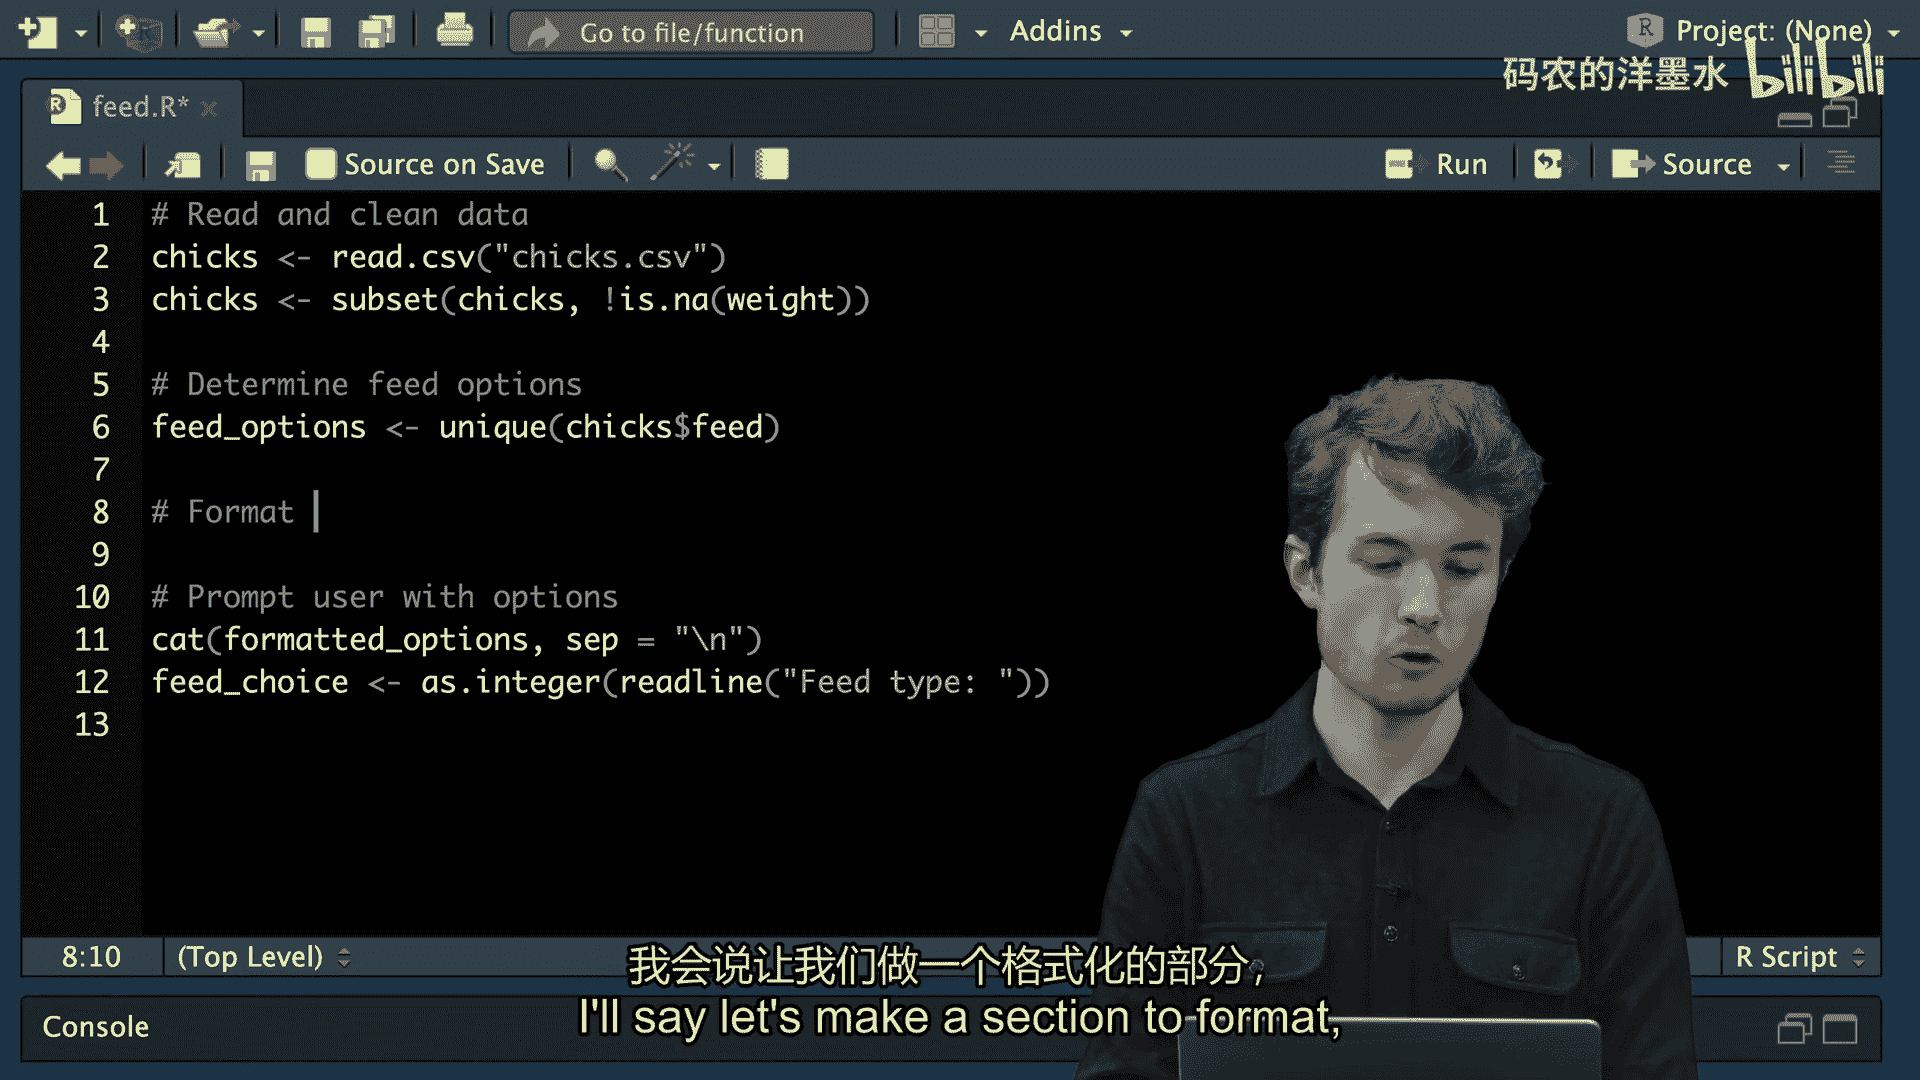 Go to file/function
Addins
Project: (None)
码农的洋墨水 bilibili
feed.R*
Source on Save
Run
Source
1 # Read and clean data
2 chicks <- read.csv("chicks.csv")
3 chicks <- subset(chicks, !is.na(weight))
4
5 # Determine feed options
6 feed_options <- unique(chicks$feed)
7
8 # Format
9
10 # Prompt user with options
11 cat(formatted_options, sep = "\n")
12 feed_choice <- as.integer(readline("Feed type: "))
13
8:10 (Top Level) R Script
我会说让我们做一个格式化的部分，
I'll say let's make a section to format,
Console